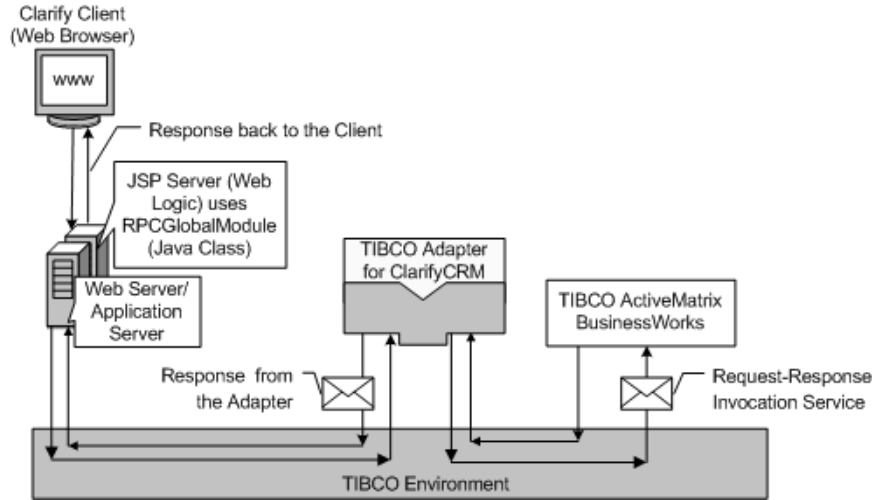 Clarify Client
(Web Browser)
www
Response back to the Client
JSP Server (Web
Logic) uses
RPCGlobalModule
(Java Class)
Web Server/
Application
Server
TIBCO Adapter
for ClarifyCRM
TIBCO ActiveMatrix
BusinessWorks
Response from
the Adapter
Request-Response
Invocation Service
TIBCO Environment